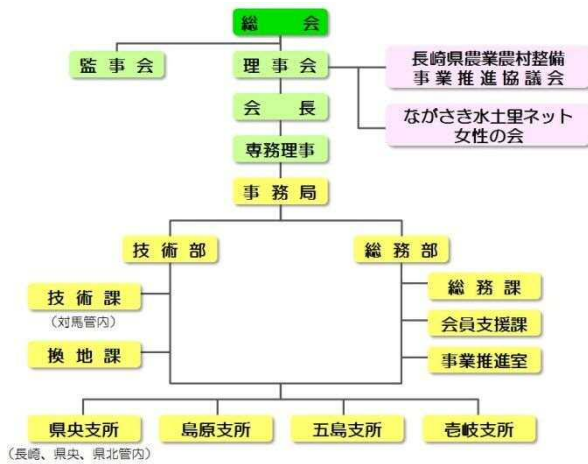 総会
監事会
理事会
長崎県農業農村整備
事業推進協議会
会長
ながさき水土里ネット
女性の会
専務理事
事務局
技術部
総務部
技術課
(対馬管内)
換地課
総務課
会員支援課
事業推進室
県央支所
(長崎、県央、県北管内)
島原支所
五島支所
壱岐支所